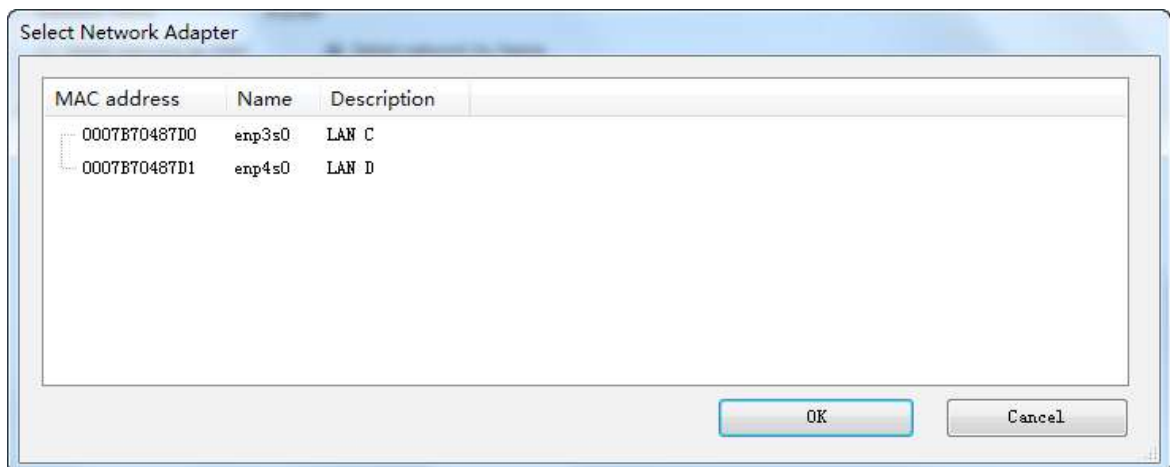 Select Network Adapter
MAC address Name Description
0007B70487D0 enp3s0 LAN C
0007B70487D1 enp4s0 LAN D
OK Cancel